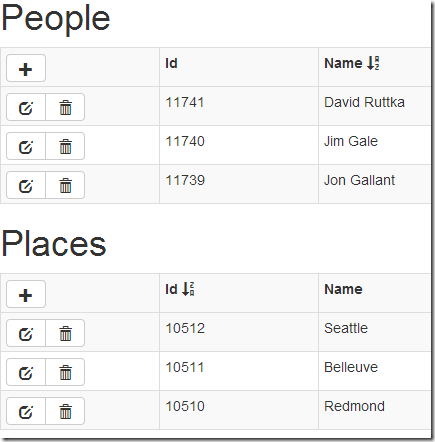 People
Id Name
11741 David Ruttka
11740 Jim Gale
11739 Jon Gallant
Places
Id Name
10512 Seattle
10511 Belleuve
10510 Redmond